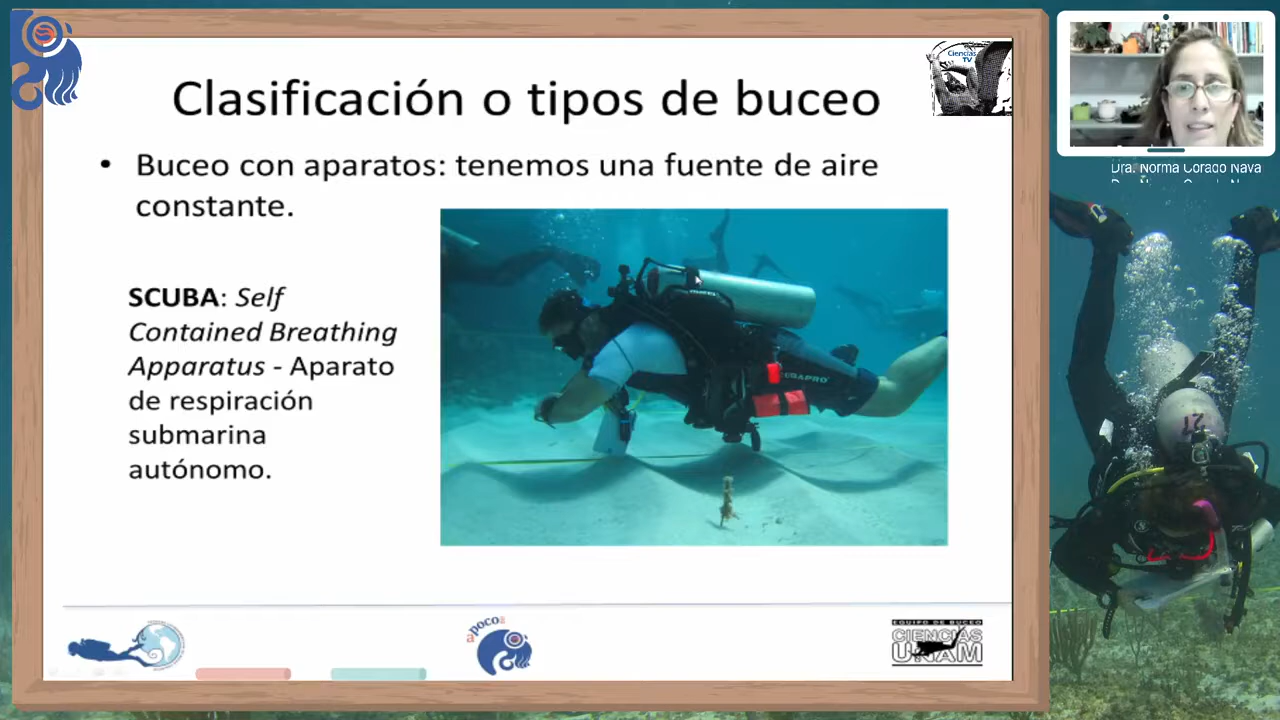 Clasificación o tipos de buceo
Ciencias
TV
• Buceo con aparatos: tenemos una fuente de aire
constante.
SCUBA: Self
Contained Breathing
Apparatus - Aparato
de respiración
submarina
autónomo.
SCUBAPRO
Dra. Norma Corado Nava
17
poco
EQUIPO DE BUCEO
CIENCIAS
UNAM